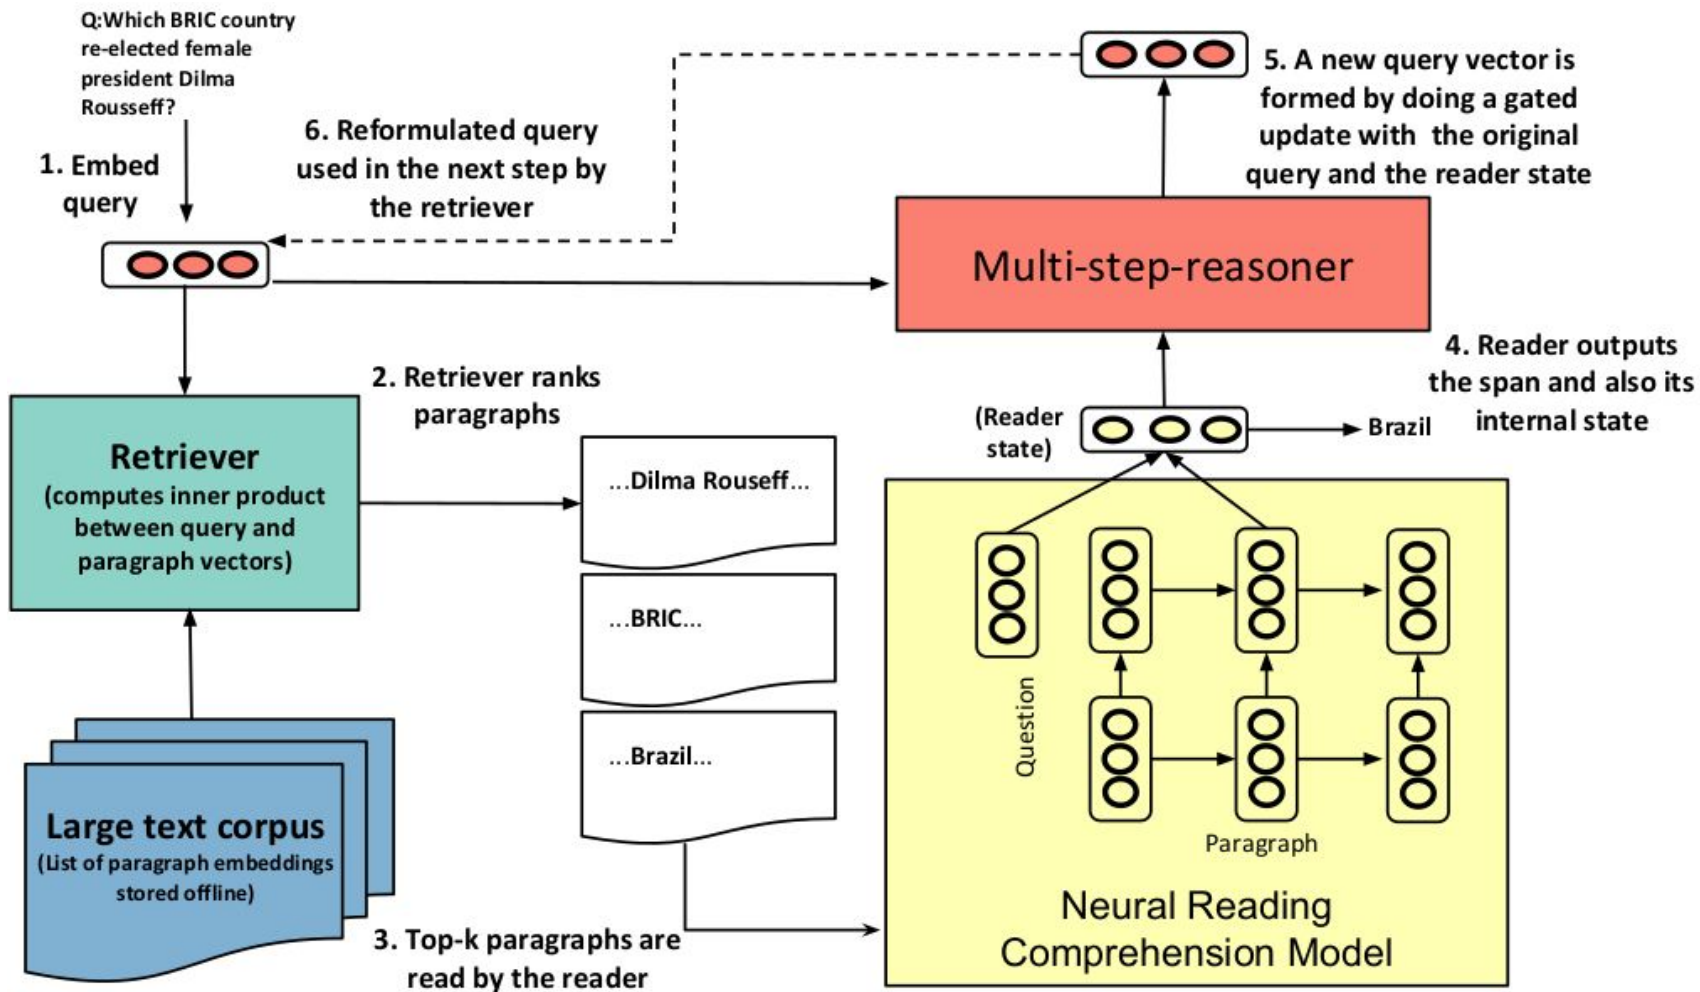 Q:Which BRIC country
re-elected female
president Dilma
Rousseff?
1. Embed
query
6. Reformulated query
used in the next step by
the retriever
5. A new query vector is
formed by doing a gated
update with the original
query and the reader state
Multi-step-reasoner
2. Retriever ranks
paragraphs
4. Reader outputs
the span and also its
internal state
(Reader
state)
Brazil
Retriever
(computes inner product
between query and
paragraph vectors)
...Dilma Rouseff...
...BRIC...
...Brazil...
Large text corpus
(List of paragraph embeddings
stored offline)
3. Top-k paragraphs are
read by the reader
Question
Paragraph
Neural Reading
Comprehension Model